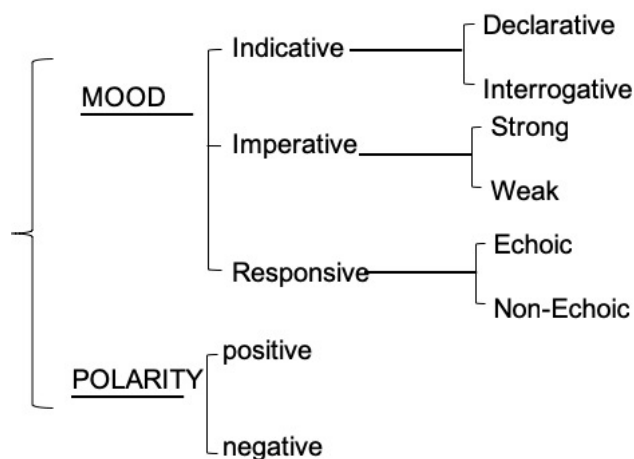 Declarative
Indicative
Interrogative
MOOD
Strong
Imperative
Weak
Echoic
Responsive
Non-Echoic
positive
POLARITY
negative